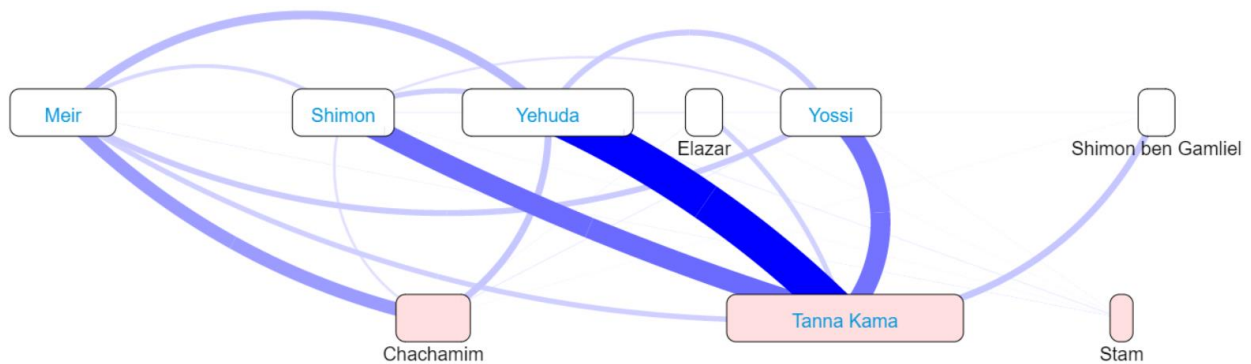 Meir
Shimon
Yehuda
Elazar
Yossi
Shimon ben Gamliel
Chachamim
Tanna Kama
Stam